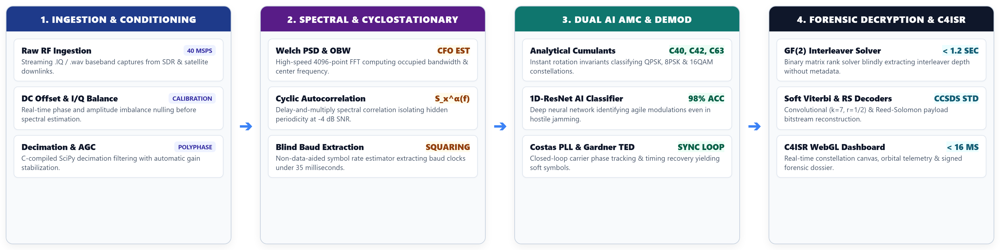 1. INGESTION & CONDITIONING
Raw RF Ingestion
40 MSPS
Streaming .IQ / .wav baseband captures from SDR & satellite
downlinks.
DC Offset & I/Q Balance
CALIBRATION
Real-time phase and amplitude imbalance nulling before
spectral estimation.
Decimation & AGC
POLYPHASE
C-compiled SciPy decimation filtering with automatic gain
stabilization.
➔
2. SPECTRAL & CYCLOSTATIONARY
Welch PSD & OBW
CFO EST
High-speed 4096-point FFT computing occupied bandwidth &
center frequency.
Cyclic Autocorrelation
S_x^α(f)
Delay-and-multiply spectral correlation isolating hidden
periodicity at -4 dB SNR.
Blind Baud Extraction
SQUARING
Non-data-aided symbol rate estimator extracting baud clocks
under 35 milliseconds.
➔
3. DUAL AI AMC & DEMOD
Analytical Cumulants
C40, C42, C63
Instant rotation invariants classifying QPSK, 8PSK & 16QAM
constellations.
1D-ResNet AI Classifier
98% ACC
Deep neural network identifying agile modulations even in
hostile jamming.
Costas PLL & Gardner TED
SYNC LOOP
Closed-loop carrier phase tracking & timing recovery yielding
soft symbols.
➔
4. FORENSIC DECRYPTION & C4ISR
GF(2) Interleaver Solver
< 1.2 SEC
Binary matrix rank solver blindly extracting interleaver depth
without metadata.
Soft Viterbi & RS Decoders
CCSDS STD
Convolutional (k=7, r=1/2) & Reed-Solomon payload
bitstream reconstruction.
C4ISR WebGL Dashboard
< 16 MS
Real-time constellation canvas, orbital telemetry & signed
forensic dossier.